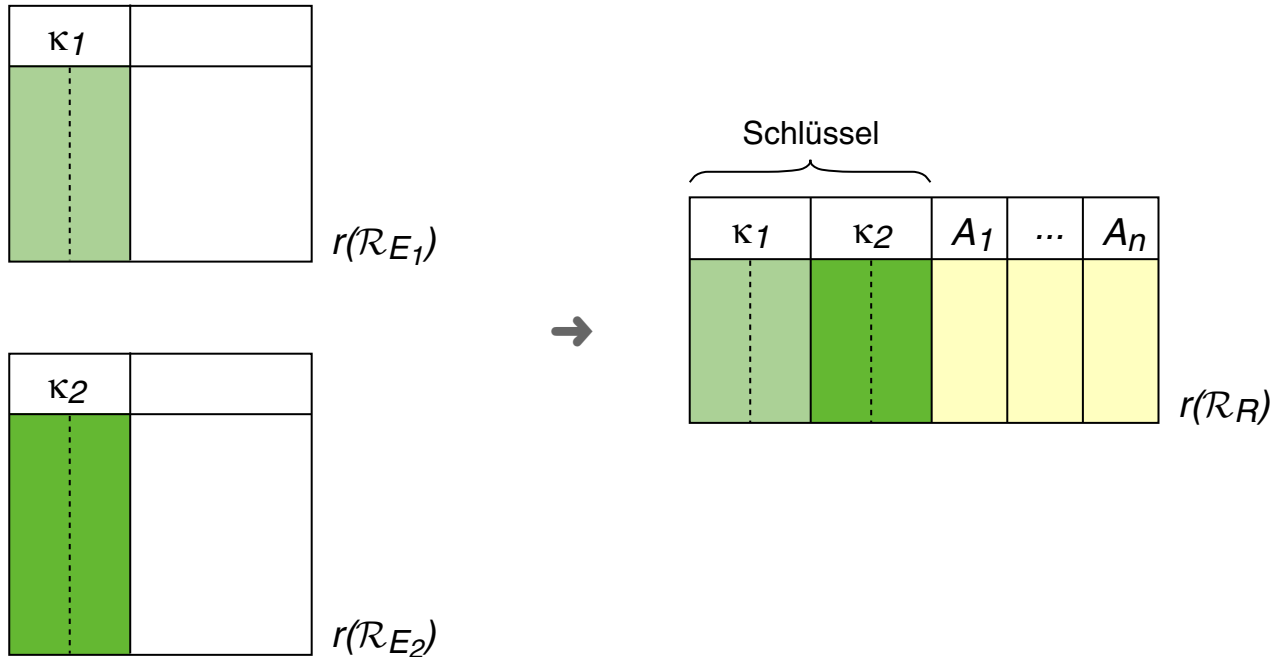 κ1
r(ℛE1)
κ2
r(ℛE2)
Schlüssel
κ1 κ2 A1 ... An
r(ℛR)